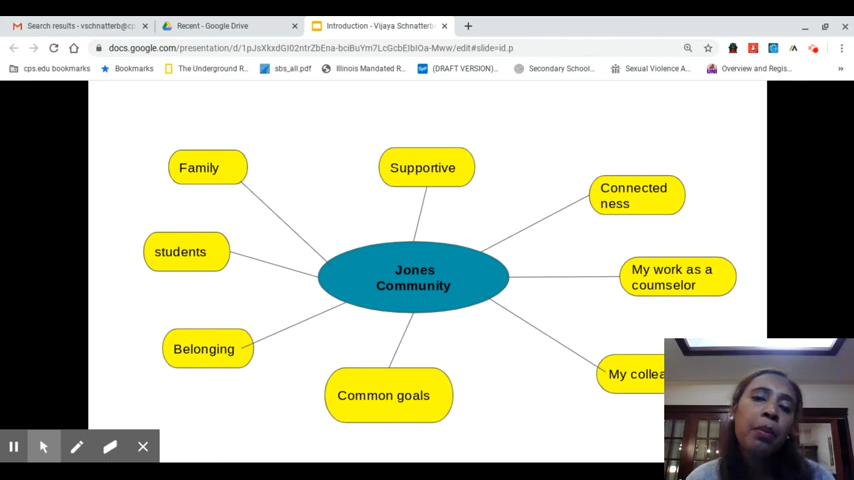 Search results - vschnatterb@cp
Recent - Google Drive
Introduction - Vijaya Schnatterb
docs.google.com/presentation/d/1pJsXkxdGI02ntrZbEna-bciBuYm7LcGcbEIbIOa-Mww/edit#slide=id.p
cps.edu bookmarks
Bookmarks
The Underground R...
sbs_all.pdf
Illinois Mandated R...
(DRAFT VERSION)...
Secondary School...
Sexual Violence A...
Overview and Regis...
Family
Supportive
Connected
ness
students
Jones
Community
My work as a
coumselor
Belonging
Common goals
My collea